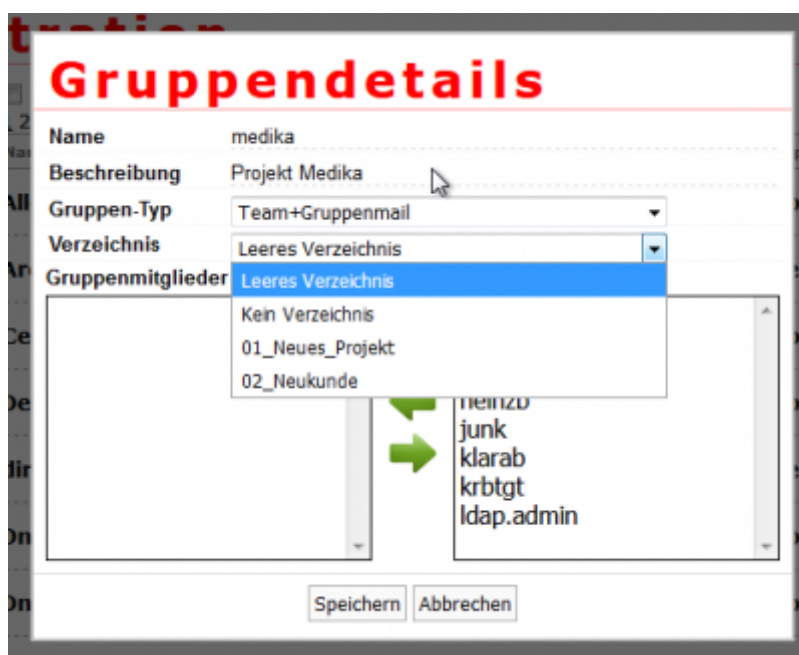 tration
Gruppendetails
Name medika
Beschreibung Projekt Medika
Gruppen-Typ Team+Gruppenmail
Verzeichnis Leeres Verzeichnis
Gruppenmitglieder
Leeres Verzeichnis
Kein Verzeichnis
01_Neues_Projekt
02_Neukunde
heinzb
junk
klarab
krbtgt
ldap.admin
Speichern Abbrechen